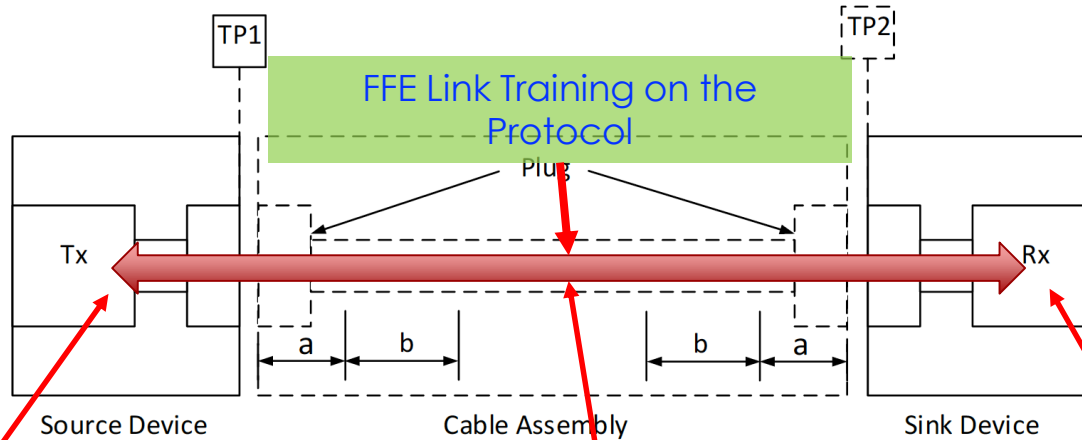 TP1
TP2
FFE Link Training on the
Protocol
Plug
Tx
Rx
a
b
b
a
Source Device
Cable Assembly
Sink Device